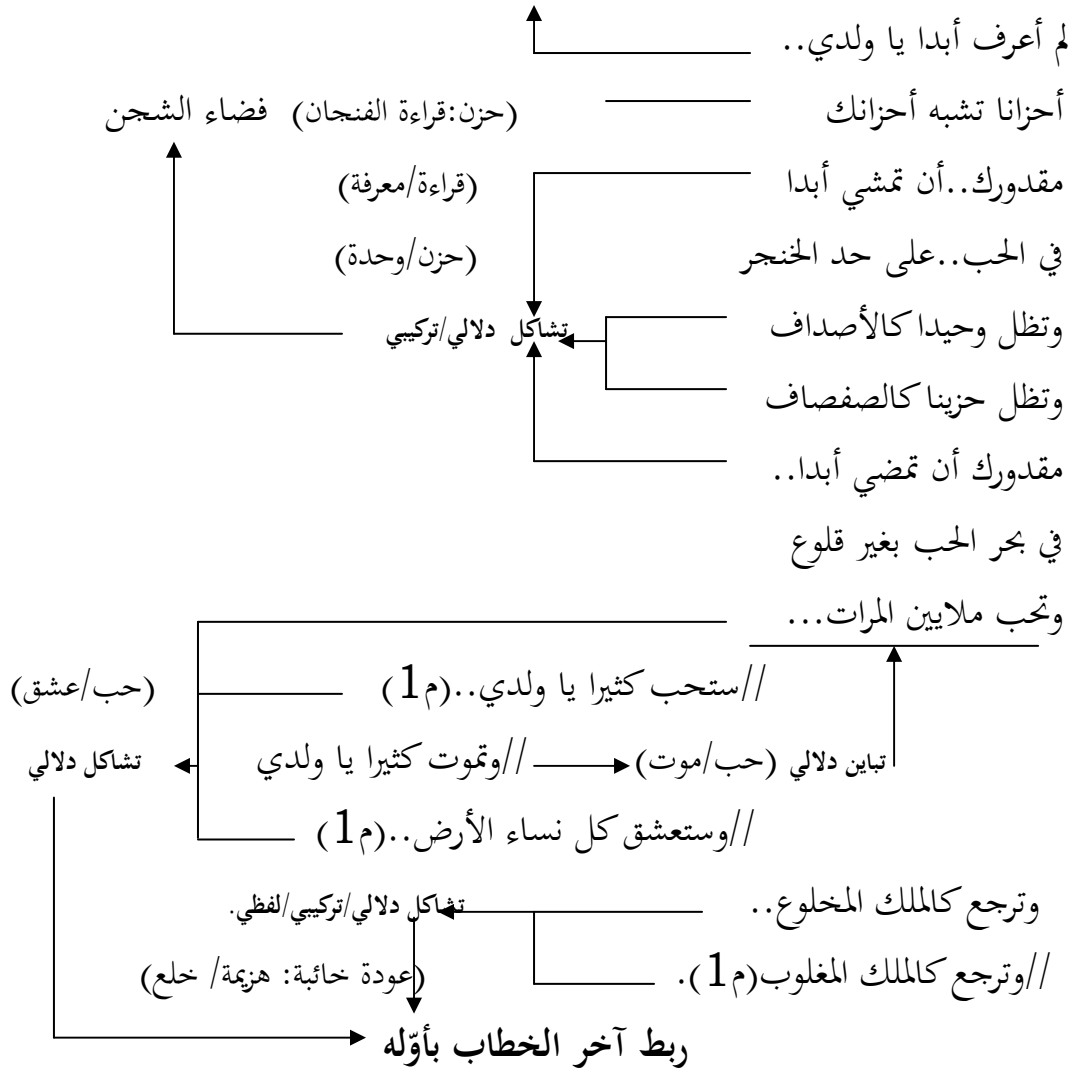 لم أعرف أبدا يا ولدي..
أحزانا تشبه أحزانك (حزن:قراءة الفنجان) فضاء الشجن
مقدورك..أن تمشي أبدا (قراءة/معرفة)
في الحب..على حد الخنجر (حزن/وحدة)
وتظل وحيدا كالأصداف تشاكل دلالي/تركيبي
وتظل حزينا كالصفصاف
مقدورك أن تمضي أبدا..
في بحر الحب بغير قلوع
وتحب ملايين المرات...
//ستحب كثيرا يا ولدي..(م1) (حب/عشق)
تباين دلالي (حب/موت) //وتموت كثيرا يا ولدي تشاكل دلالي
//وستعشق كل نساء الأرض..(م1)
وترجع كالملك المخلوع.. تشاكل دلالي/تركيبي/لفظي.
//وترجع كالملك المغلوب(م1). (عودة خائبة: هزيمة/ خلع)
ربط آخر الخطاب بأوّله